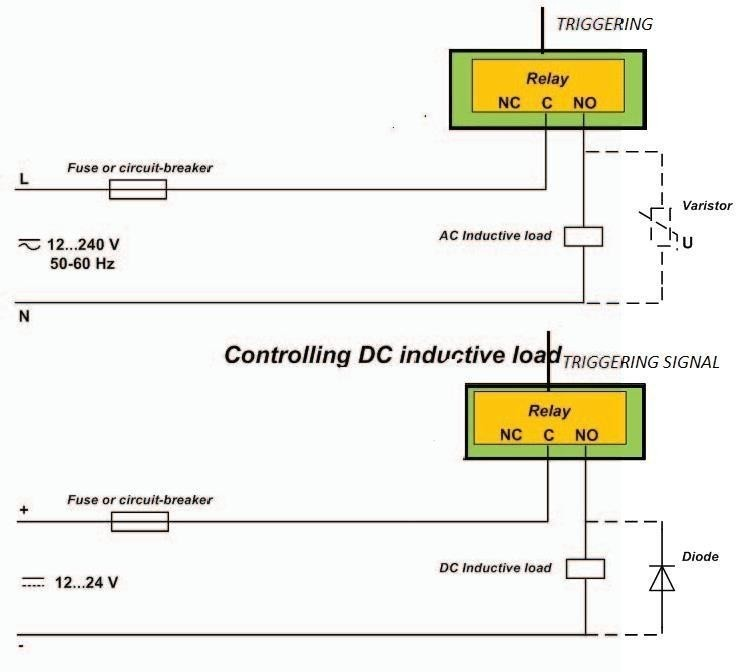 TRIGGERING
Relay
NC C NO
Fuse or circuit-breaker
L
Varistor
U
AC Inductive load
12...240 V
50-60 Hz
N
Controlling DC inductive load
TRIGGERING SIGNAL
Relay
NC C NO
Fuse or circuit-breaker
+
Diode
DC Inductive load
12...24 V
-